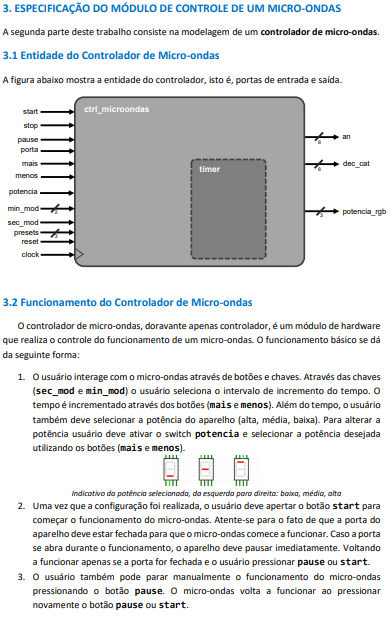 3. ESPECIFICAÇÃO DO MÓDULO DE CONTROLE DE UM MICRO-ONDAS
A segunda parte deste trabalho consiste na modelagem de um controlador de micro-ondas.
3.1 Entidade do Controlador de Micro-ondas
A figura abaixo mostra a entidade do controlador, isto é, portas de entrada e saída.
ctrl_microondas
timer
start
stop
pause
porta
mais
menos
potencia
min_mod
2
sec_mod
presets
reset
clock
an
8
dec_cat
8
potencia_rgb
3
3.2 Funcionamento do Controlador de Micro-ondas
O controlador de micro-ondas, doravante apenas controlador, é um módulo de hardware
que realiza o controle do funcionamento de um micro-ondas. O funcionamento básico se dá
da seguinte forma:
1. O usuário interage com o micro-ondas através de botões e chaves. Através das chaves
(sec_mod e min_mod) o usuário seleciona o intervalo de incremento do tempo. O
tempo é incrementado através dos botões (mais e menos). Além do tempo, o usuário
também deve selecionar a potência do aparelho (alta, média, baixa). Para alterar a
potência usuário deve ativar o switch potencia e selecionar a potência desejada
utilizando os botões (mais e menos).
Indicativo da potência selecionada, da esquerda para direita: baixa, média, alta
2. Uma vez que a configuração foi realizada, o usuário deve apertar o botão start para
começar o funcionamento do micro-ondas. Atente-se para o fato de que a porta do
aparelho deve estar fechada para que o micro-ondas comece a funcionar. Caso a porta
se abra durante o funcionamento, o aparelho deve pausar imediatamente. Voltando
a funcionar apenas se a porta for fechada e o usuário pressionar pause ou start.
3. O usuário também pode parar manualmente o funcionamento do micro-ondas
pressionando o botão pause. O micro-ondas volta a funcionar ao pressionar
novamente o botão pause ou start.